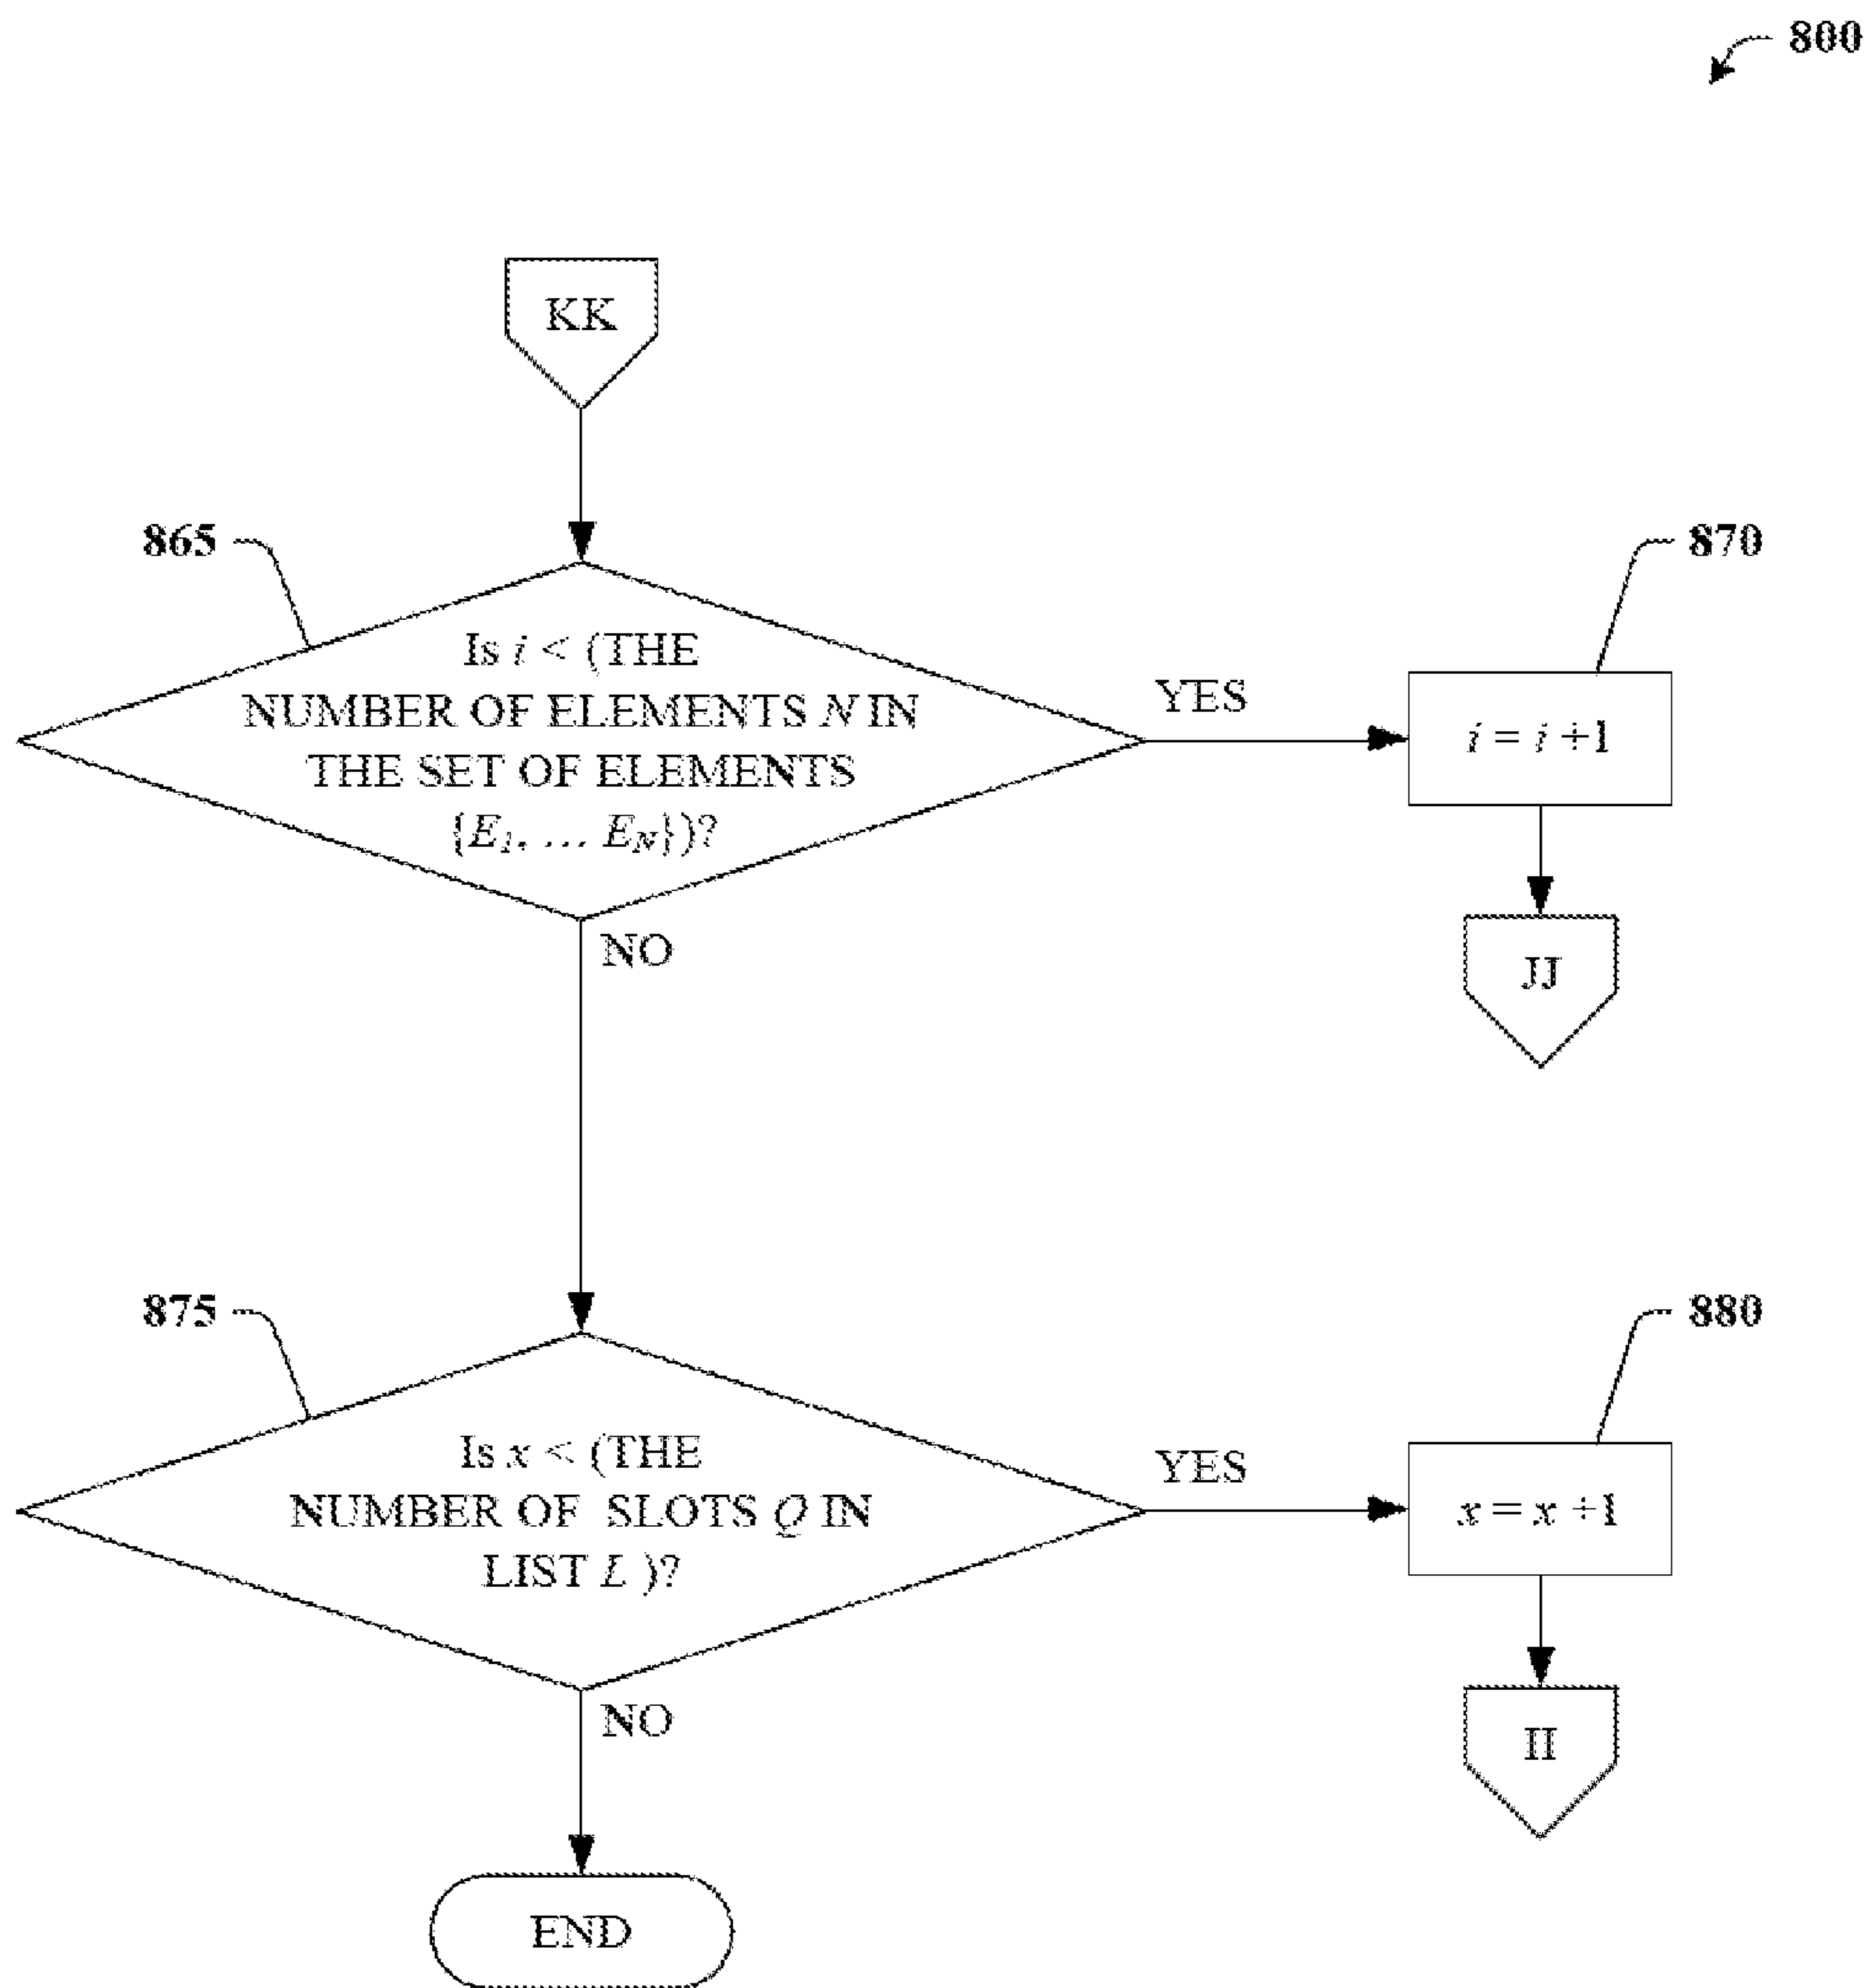 800
KK
865
Is i < (THE
NUMBER OF ELEMENTS N IN
THE SET OF ELEMENTS
{E1, ... EN})?
YES
870
i = i +1
JJ
NO
875
Is x < (THE
NUMBER OF SLOTS Q IN
LIST L )?
YES
880
x = x +1
II
NO
END